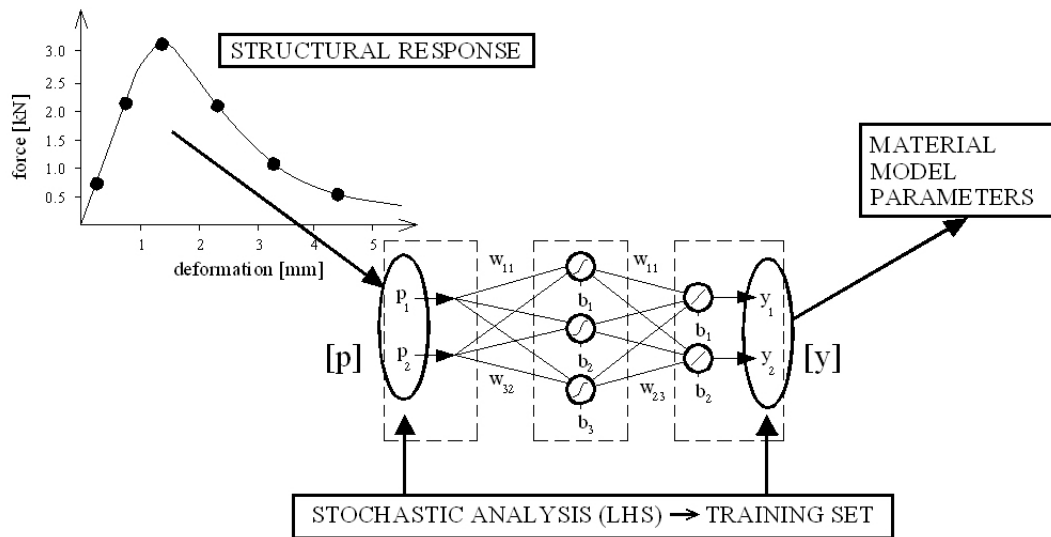 STRUCTURAL RESPONSE
force [kN]
3.0
2.5
2.0
1.5
1.0
0.5
1 2 3 4 5
deformation [mm]
MATERIAL
MODEL
PARAMETERS
w11 w11
p1 b1 y1
b1
[p] p2 b2 y2 [y]
w32 w23 b2
b3
STOCHASTIC ANALYSIS (LHS) → TRAINING SET